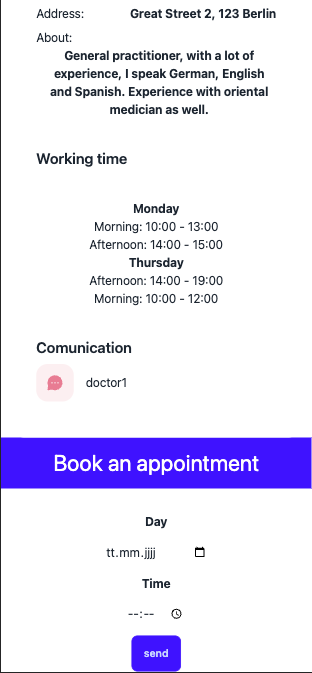 Address: Great Street 2, 123 Berlin
About:
General practitioner, with a lot of
experience, I speak German, English
and Spanish. Experience with oriental
medician as well.
Working time
Monday
Morning: 10:00 - 13:00
Afternoon: 14:00 - 15:00
Thursday
Afternoon: 14:00 - 19:00
Morning: 10:00 - 12:00
Comunication
doctor1
Book an appointment
Day
tt.mm.jjjj
Time
--:--
send